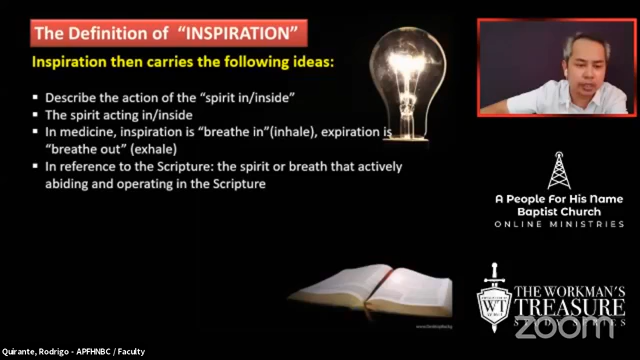 The Definition of "INSPIRATION"
Inspiration then carries the following ideas:
▪ Describe the action of the "spirit in/inside"
▪ The spirit acting in/inside
▪ In medicine, inspiration is "breathe in"(inhale), expiration is
"breathe out" (exhale)
▪ In reference to the Scripture: the spirit or breath that actively
abiding and operating in the Scripture
A People For His Name
Baptist Church
ONLINE MINISTRIES
THE WORKMAN'S
WT
TREASURE
zoom
Quirante, Rodrigo - APFHNBC / Faculty